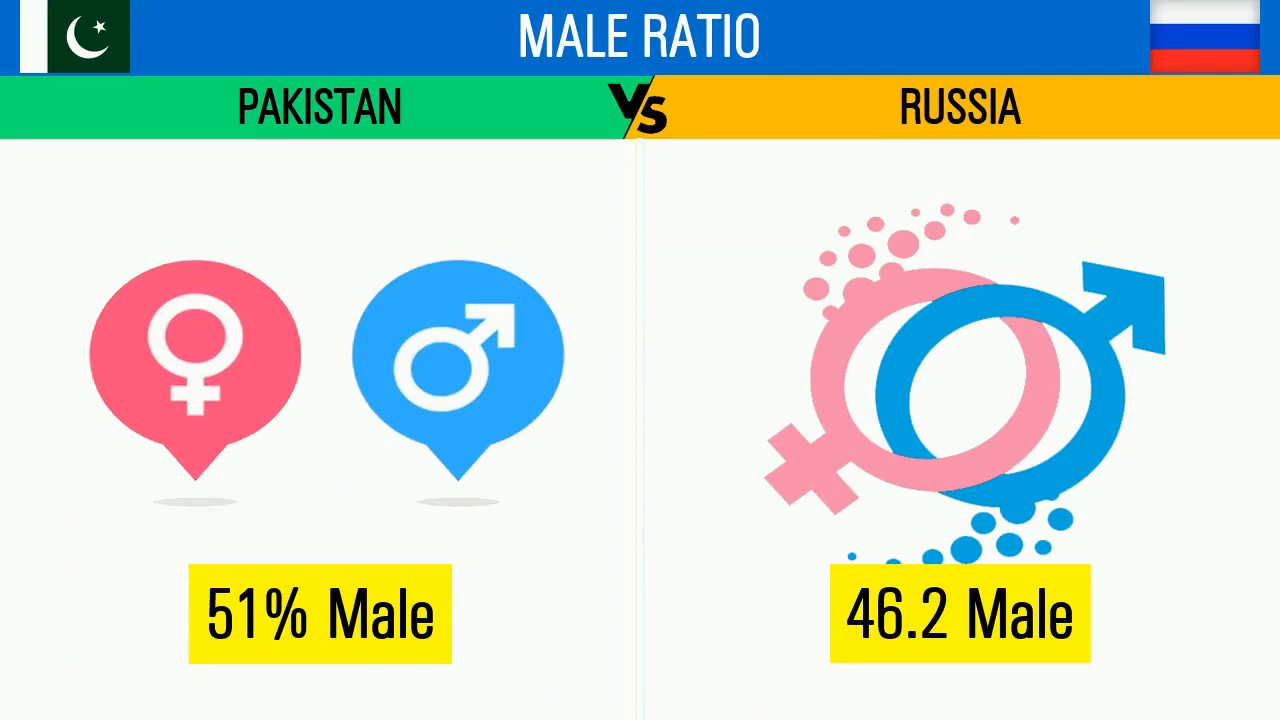 MALE RATIO
PAKISTAN
VS
RUSSIA
51% Male
46.2 Male